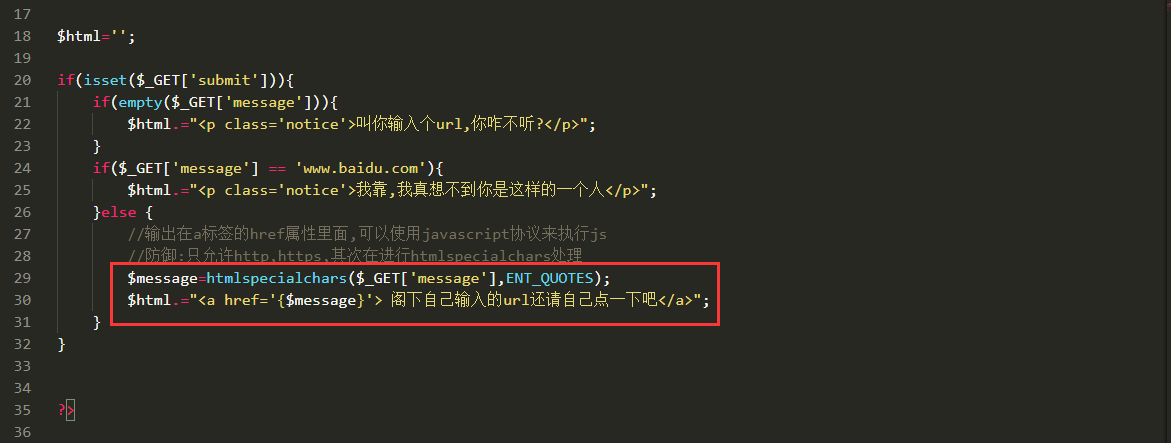 17
18 $html='';
19
20 if(isset($_GET['submit'])){
21     if(empty($_GET['message'])){
22         $html.="<p class='notice'>叫你输入个url,你咋不听?</p>";
23     }
24     if($_GET['message'] == 'www.baidu.com'){
25         $html.="<p class='notice'>我靠,我真想不到你是这样的一个人</p>";
26     }else {
27         //输出在a标签的href属性里面,可以使用javascript协议来执行js
28         //防御:只允许http,https,其次在进行htmlspecialchars处理
29         $message=htmlspecialchars($_GET['message'],ENT_QUOTES);
30         $html.="<a href='{$message}'> 阁下自己输入的url还请自己点一下吧</a>";
31     }
32 }
33
34
35 ?>
36